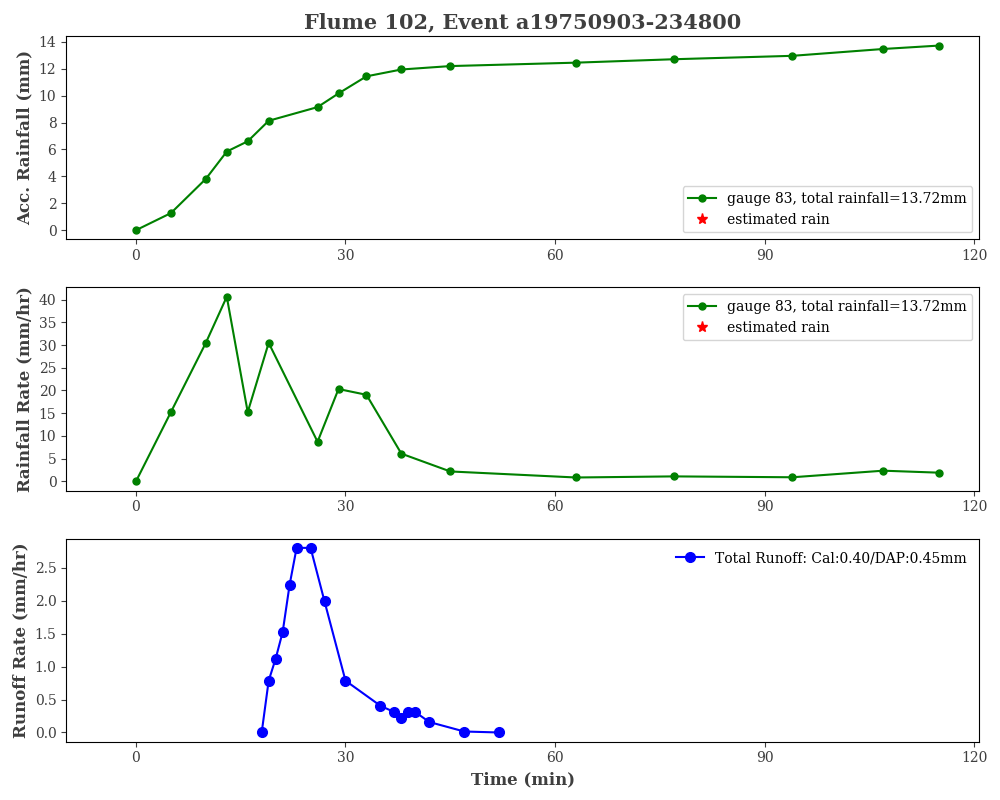 Flume 102, Event a19750903-234800
Acc. Rainfall (mm)
14
12
10
8
6
4
2
0
gauge 83, total rainfall=13.72mm
estimated rain
0 30 60 90 120
Rainfall Rate (mm/hr)
40
35
30
25
20
15
10
5
0
gauge 83, total rainfall=13.72mm
estimated rain
0 30 60 90 120
Runoff Rate (mm/hr)
2.5
2.0
1.5
1.0
0.5
0.0
Total Runoff: Cal:0.40/DAP:0.45mm
0 30 60 90 120
Time (min)